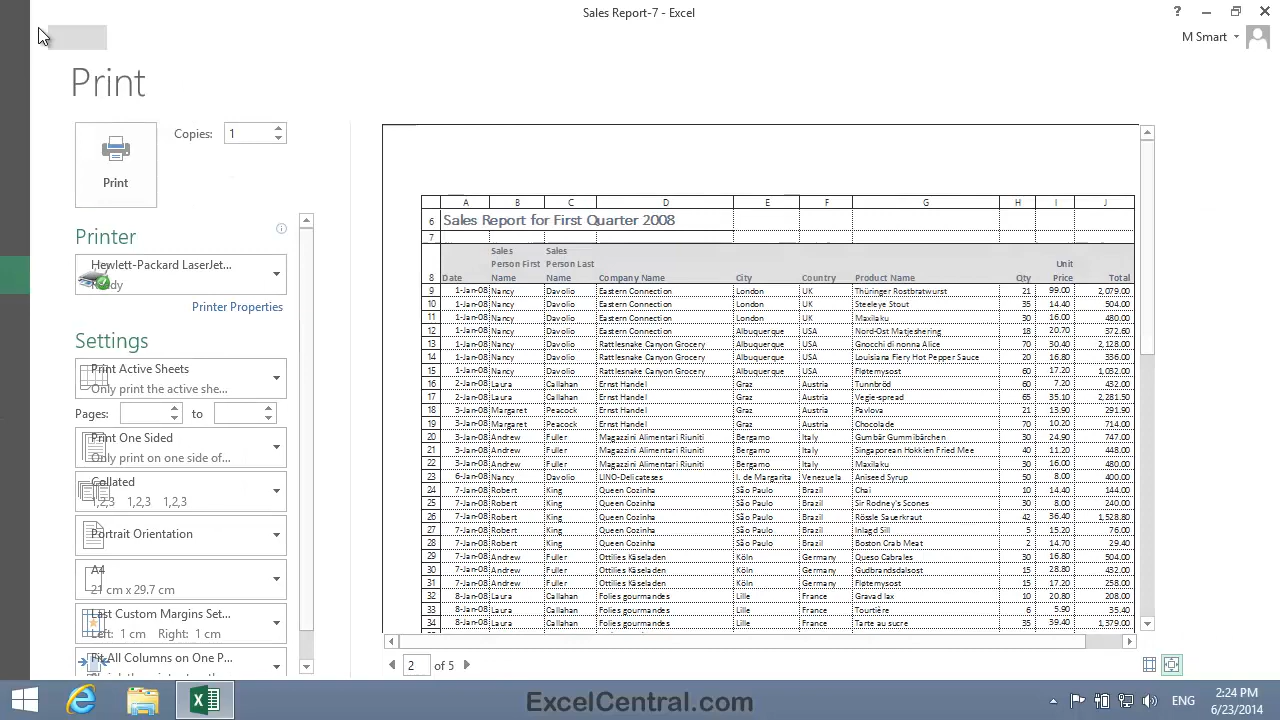 Sales Report-7 - Excel
M Smart
Print
Print
Copies: 1
Printer
Hewlett-Packard LaserJet...
Ready
Printer Properties
Settings
Print Active Sheets
Only print the active she...
Pages: to
Print One Sided
Only print on one side of...
Collated
1,2,3 1,2,3 1,2,3
Portrait Orientation
A4
21 cm x 29.7 cm
Last Custom Margins Set...
Left: 1 cm Right: 1 cm
Fit All Columns on One P...
A B C D E F G H I J
6 Sales Report for First Quarter 2008
7
Sales Sales
Person First Person Last Unit
8 Date Name Name Company Name City Country Product Name Qty Price Total
9 1-Jan-08 Nancy Davolio Eastern Connection London UK Thüringer Rostbratwurst 21 99.00 2,079.00
10 1-Jan-08 Nancy Davolio Eastern Connection London UK Steeleye Stout 35 14.40 504.00
11 1-Jan-08 Nancy Davolio Eastern Connection London UK Maxilaku 30 16.00 480.00
12 1-Jan-08 Nancy Davolio Eastern Connection Albuquerque USA Nord-Ost Matjeshering 18 20.70 372.60
13 1-Jan-08 Nancy Davolio Rattlesnake Canyon Grocery Albuquerque USA Gnocchi di nonna Alice 70 30.40 2,128.00
14 1-Jan-08 Nancy Davolio Rattlesnake Canyon Grocery Albuquerque USA Louisiana Fiery Hot Pepper Sauce 20 16.80 336.00
15 1-Jan-08 Nancy Davolio Rattlesnake Canyon Grocery Albuquerque USA Fløtemysost 60 17.20 1,032.00
16 2-Jan-08 Laura Callahan Ernst Handel Graz Austria Tunnbröd 60 7.20 432.00
17 2-Jan-08 Laura Callahan Ernst Handel Graz Austria Vegie-spread 65 35.10 2,281.50
18 3-Jan-08 Margaret Peacock Ernst Handel Graz Austria Pavlova 21 13.90 291.90
19 3-Jan-08 Margaret Peacock Ernst Handel Graz Austria Chocolade 70 10.20 714.00
20 3-Jan-08 Andrew Fuller Magazzini Alimentari Riuniti Bergamo Italy Gumbär Gummibärchen 30 24.90 747.00
21 3-Jan-08 Andrew Fuller Magazzini Alimentari Riuniti Bergamo Italy Singaporean Hokkien Fried Mee 40 11.20 448.00
22 3-Jan-08 Andrew Fuller Magazzini Alimentari Riuniti Bergamo Italy Maxilaku 30 16.00 480.00
23 6-Jan-08 Nancy Davolio LINO-Delicateses I. de Margarita Venezuela Aniseed Syrup 50 8.00 400.00
24 7-Jan-08 Robert King Queen Cozinha São Paulo Brazil Chai 10 14.40 144.00
25 7-Jan-08 Robert King Queen Cozinha São Paulo Brazil Sir Rodney's Scones 30 8.00 240.00
26 7-Jan-08 Robert King Queen Cozinha São Paulo Brazil Rössle Sauerkraut 42 36.40 1,528.80
27 7-Jan-08 Robert King Queen Cozinha São Paulo Brazil Inlagd Sill 5 15.20 76.00
28 7-Jan-08 Robert King Queen Cozinha São Paulo Brazil Boston Crab Meat 2 14.70 29.40
29 7-Jan-08 Andrew Fuller Ottilies Käseladen Köln Germany Queso Cabrales 30 16.80 504.00
30 7-Jan-08 Andrew Fuller Ottilies Käseladen Köln Germany Gudbrandsdalsost 15 28.80 432.00
31 7-Jan-08 Andrew Fuller Ottilies Käseladen Köln Germany Fløtemysost 15 17.20 258.00
32 8-Jan-08 Laura Callahan Folies gourmandes Lille France Gravad lax 10 20.80 208.00
33 8-Jan-08 Laura Callahan Folies gourmandes Lille France Tourtière 6 5.90 35.40
34 8-Jan-08 Laura Callahan Folies gourmandes Lille France Tarte au sucre 35 39.40 1,379.00
2 of 5
ExcelCentral.com
ENG
2:24 PM
6/23/2014